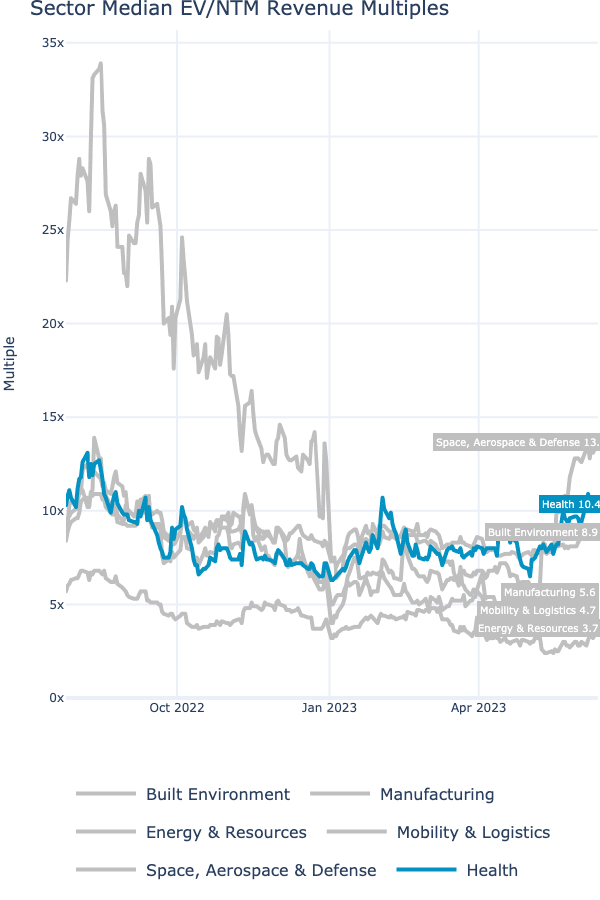 Sector Median EV/NTM Revenue Multiples
35x
30x
25x
20x
15x
10x
5x
0x
Multiple
Space, Aerospace & Defense 13.
Health 10.4
Built Environment 8.9
Manufacturing 5.6
Mobility & Logistics 4.7
Energy & Resources 3.7
Oct 2022
Jan 2023
Apr 2023
Built Environment
Manufacturing
Energy & Resources
Mobility & Logistics
Space, Aerospace & Defense
Health